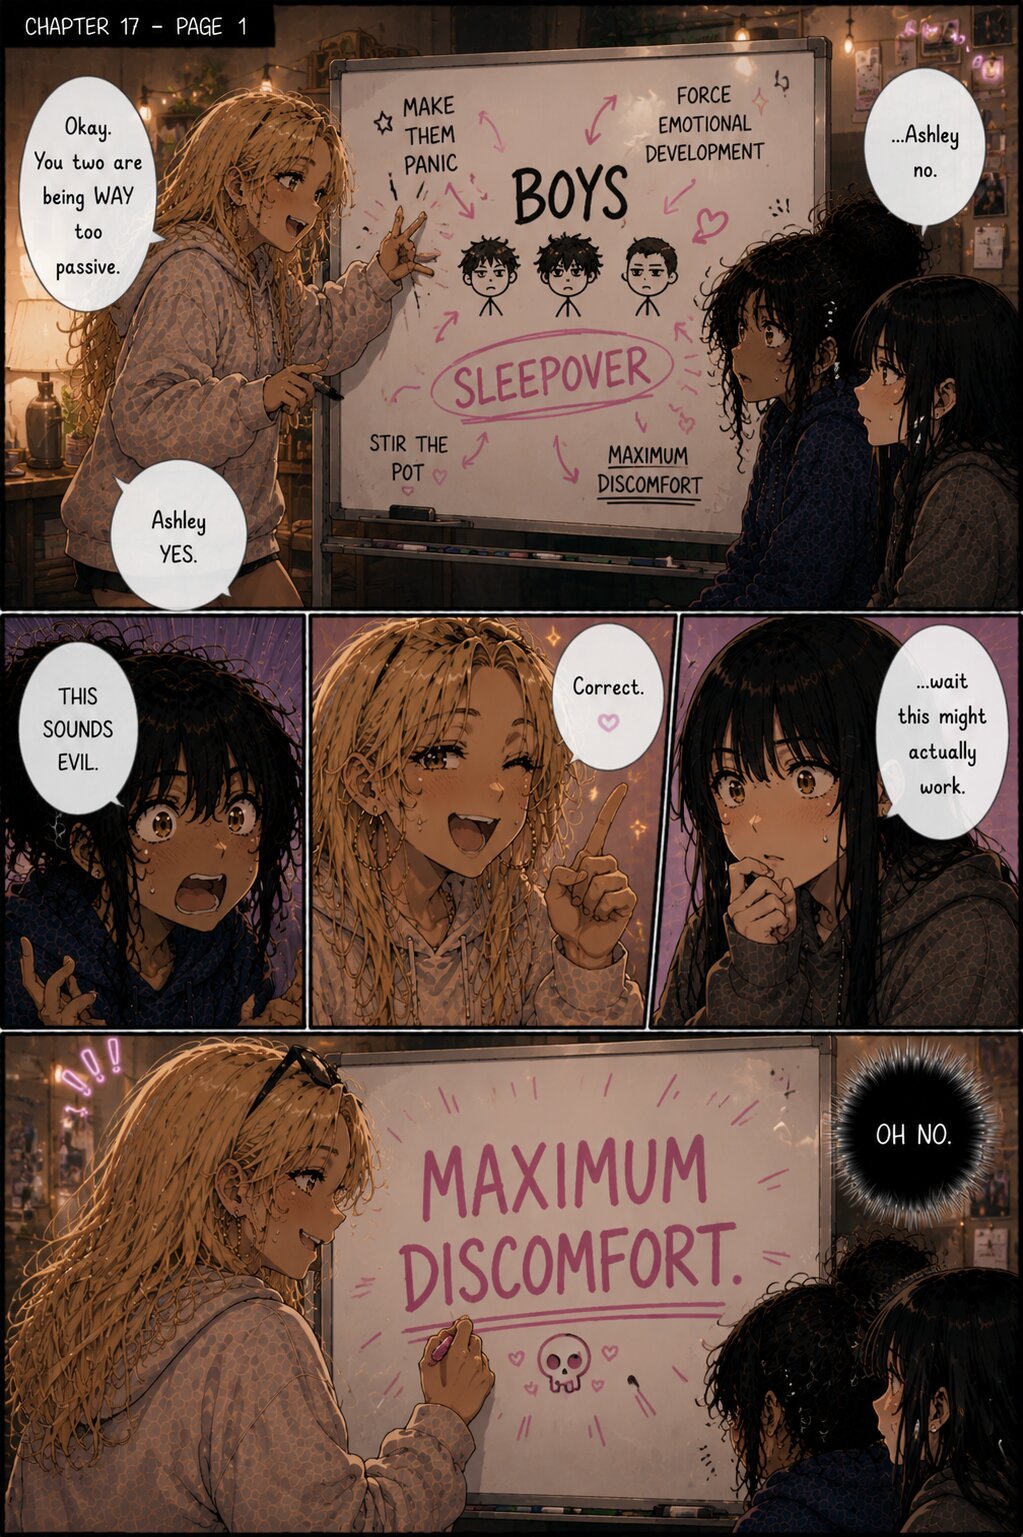 CHAPTER 17 - PAGE 1
Okay.
You two are
being WAY
too
passive.
MAKE
THEM
PANIC
FORCE
EMOTIONAL
DEVELOPMENT
BOYS
SLEEPOVER
STIR THE
POT
MAXIMUM
DISCOMFORT
...Ashley
no.
Ashley
YES.
THIS
SOUNDS
EVIL.
Correct.
...wait
this might
actually
work.
!!!
MAXIMUM
DISCOMFORT.
OH NO.